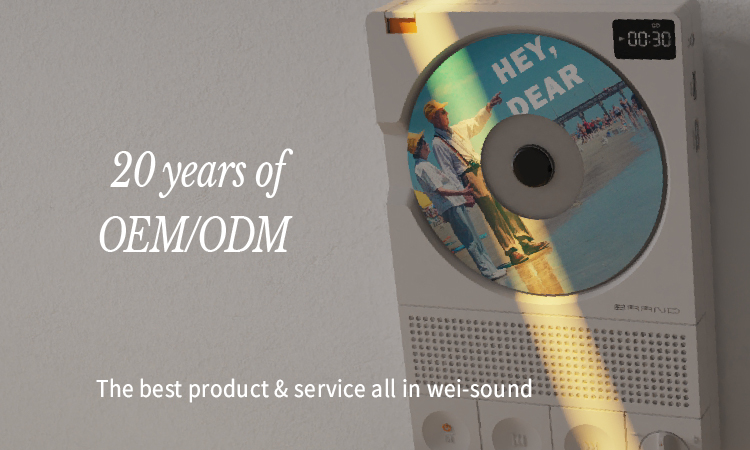 00:30
HEY,
DEAR
20 years of
OEM/ODM
The best product & service all in wei-sound